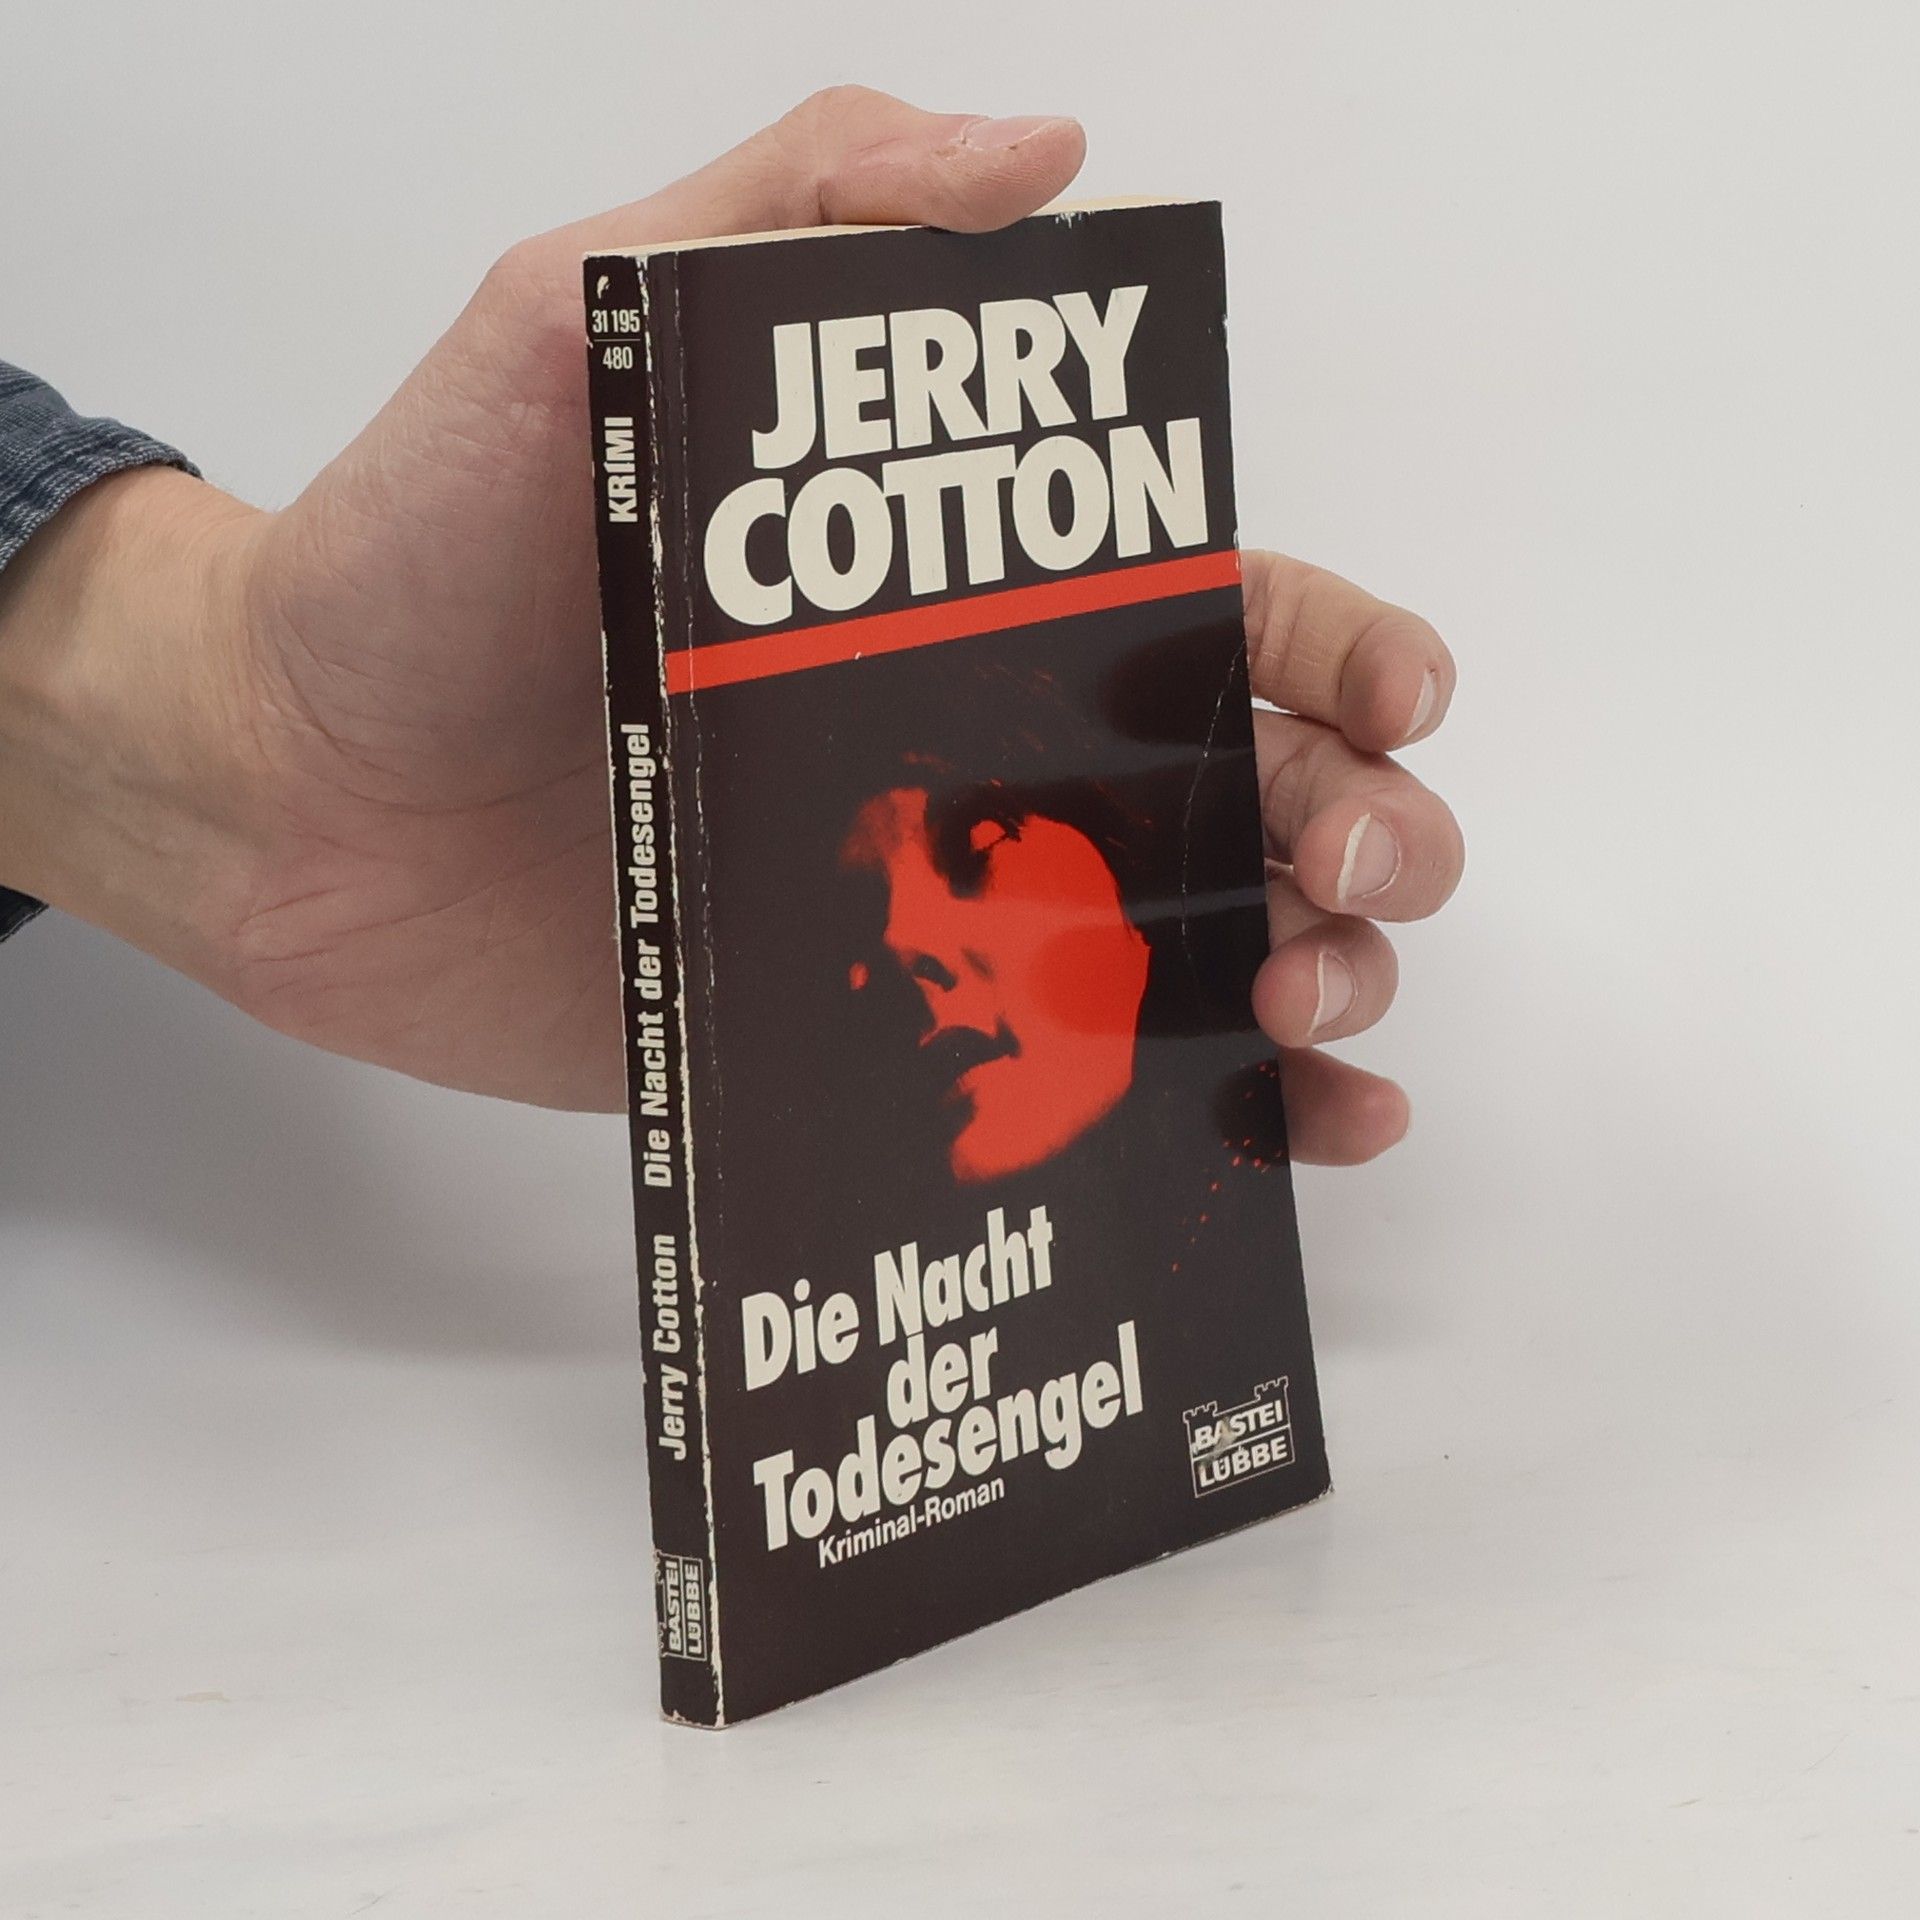 31 195
480
KRIMI
Jerry Cotton Die Nacht der Todesengel
BASTEI
LÜBBE
JERRY
COTTON
Die Nacht
der
Todesengel
Kriminal-Roman
BASTEI
LÜBBE